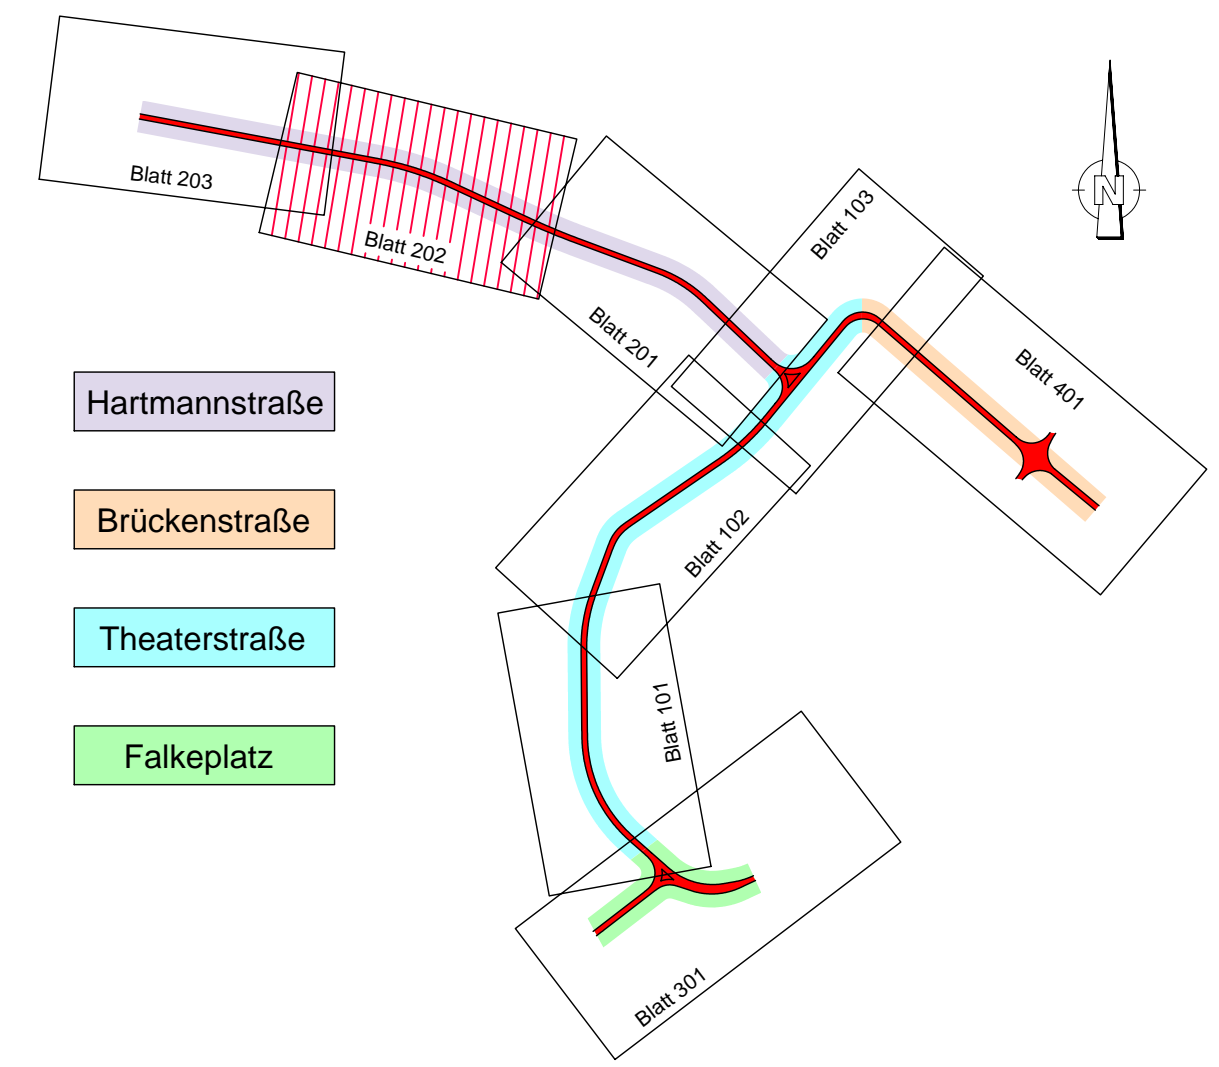 Blatt 203
Blatt 202
Blatt 201
Blatt 103
N
Blatt 401
Blatt 102
Blatt 101
Blatt 301
Hartmannstraße
Brückenstraße
Theaterstraße
Falkeplatz